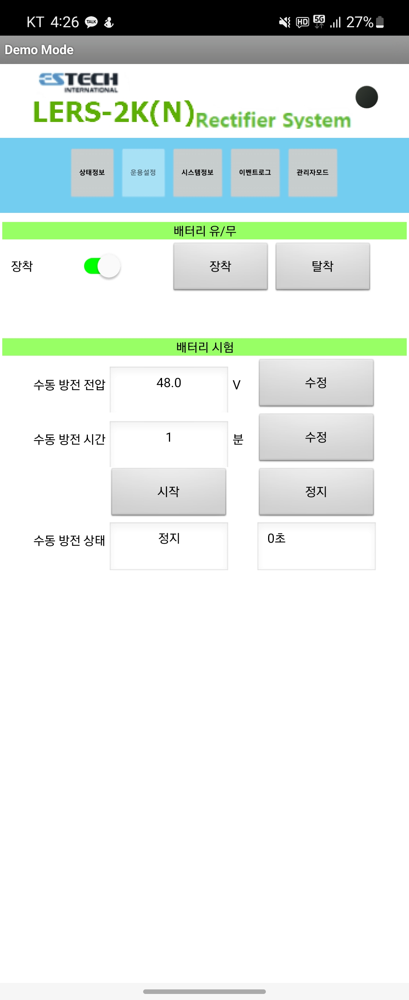 KT 4:26 TALK HD 5G 27%
Demo Mode
ESTECH
INTERNATIONAL
LERS-2K(N) Rectifier System
상태정보 운용설정 시스템정보 이벤트로그 관리자모드
배터리 유/무
장착 장착 탈착
배터리 시험
수동 방전 전압 48.0 V 수정
수동 방전 시간 1 분 수정
시작 정지
수동 방전 상태 정지 0초